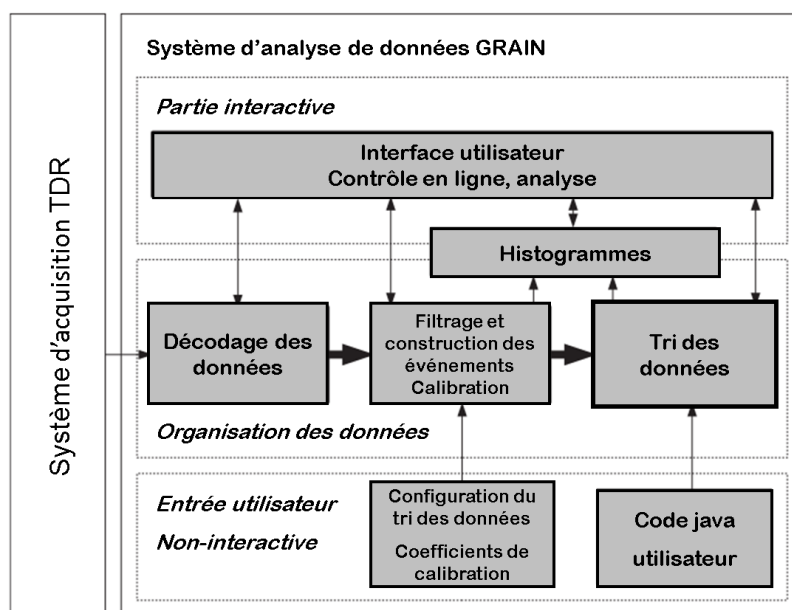 Système d'acquisition TDR
Système d'analyse de données GRAIN
Partie interactive
Interface utilisateur
Contrôle en ligne, analyse
Histogrammes
Décodage des
données
Filtrage et
construction des
événements
Calibration
Tri des
données
Organisation des données
Entrée utilisateur
Non-interactive
Configuration du
tri des données
Coefficients de
calibration
Code java
utilisateur